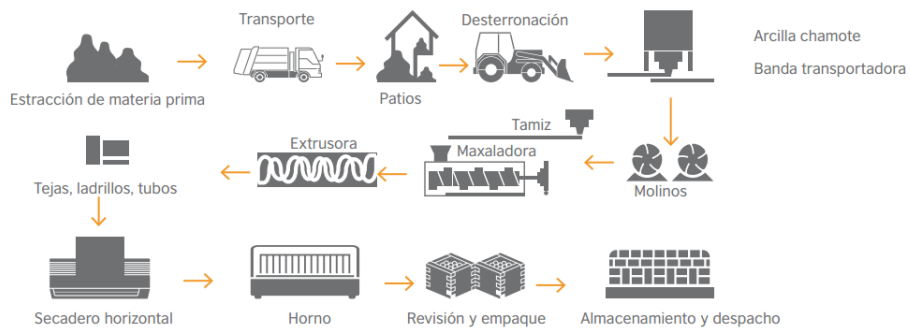 Transporte
Desterronación
Arcilla chamote
Banda transportadora
Estracción de materia prima
Patios
Tamiz
Extrusora
Maxaladora
Tejas, ladrillos, tubos
Molinos
Secadero horizontal
Horno
Revisión y empaque
Almacenamiento y despacho